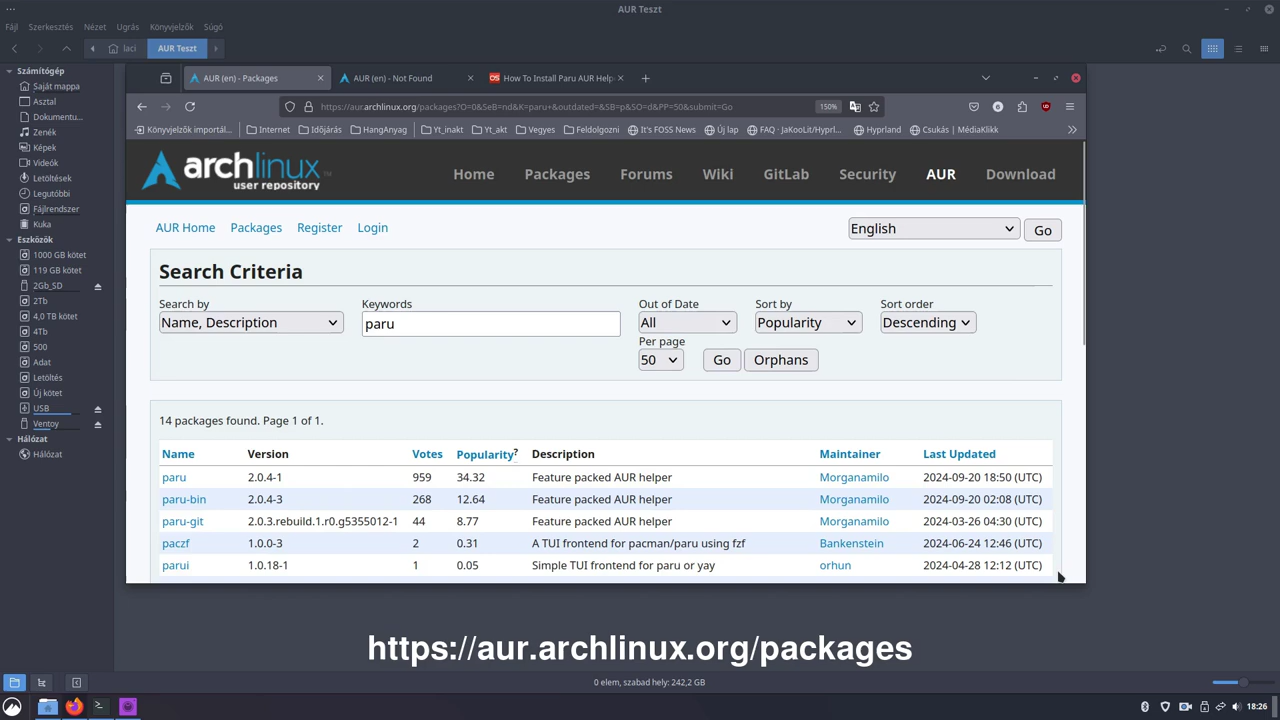 AUR Teszt
Fájl Szerkesztés Nézet Ugrás Könyvjelzők Súgó
laci AUR Teszt
Számítógép
Saját mappa
Asztal
Dokumentu...
Zenék
Képek
Videók
Letöltések
Legutóbbi
Fájlrendszer
Kuka
Eszközök
1000 GB kötet
119 GB kötet
2Gb_SD
2Tb
4,0 TB kötet
4Tb
500
Adat
Letöltés
Új kötet
USB
Ventoy
Hálózat
Hálózat
AUR (en) - Packages AUR (en) - Not Found How To Install Paru AUR Help
https://aur.archlinux.org/packages?O=0&SeB=nd&K=paru+&outdated=&SB=p&SO=d&PP=50&submit=Go 150%
Könyvjelzők importál... Internet Időjárás HangAnyag Yt_inakt Yt_akt Vegyes Feldolgozni It's FOSS News Új lap FAQ · JaKooLit/Hyprl... Hyprland Csukás | MédiaKlikk
archlinux
user repository
Home Packages Forums Wiki GitLab Security AUR Download
AUR Home Packages Register Login English Go
Search Criteria
Search by Keywords Out of Date Sort by Sort order
Name, Description paru All Popularity Descending
Per page
50 Go Orphans
14 packages found. Page 1 of 1.
Name Version Votes Popularity? Description Maintainer Last Updated
paru 2.0.4-1 959 34.32 Feature packed AUR helper Morganamilo 2024-09-20 18:50 (UTC)
paru-bin 2.0.4-3 268 12.64 Feature packed AUR helper Morganamilo 2024-09-20 02:08 (UTC)
paru-git 2.0.3.rebuild.1.r0.g5355012-1 44 8.77 Feature packed AUR helper Morganamilo 2024-03-26 04:30 (UTC)
paczf 1.0.0-3 2 0.31 A TUI frontend for pacman/paru using fzf Bankenstein 2024-06-24 12:46 (UTC)
parui 1.0.18-1 1 0.05 Simple TUI frontend for paru or yay orhun 2024-04-28 12:12 (UTC)
https://aur.archlinux.org/packages
0 elem, szabad hely: 242,2 GB
18:26